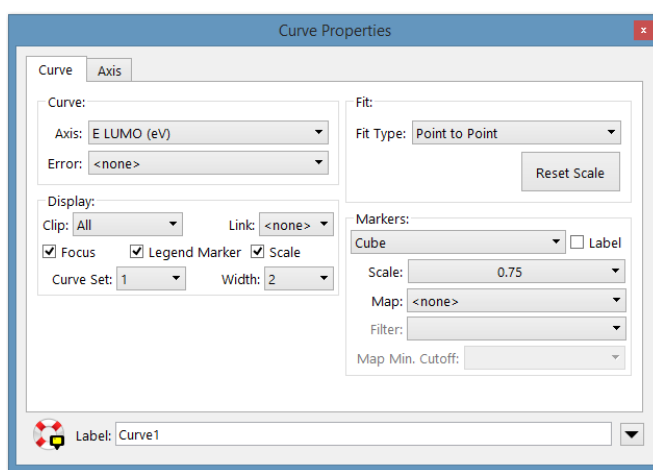 Curve Properties
x
Curve Axis
Curve:
Axis: E LUMO (eV)
Error: <none>
Display:
Clip: All Link: <none>
Focus Legend Marker Scale
Curve Set: 1 Width: 2
Fit:
Fit Type: Point to Point
Reset Scale
Markers:
Cube Label
Scale: 0.75
Map: <none>
Filter:
Map Min. Cutoff:
Label: Curve1